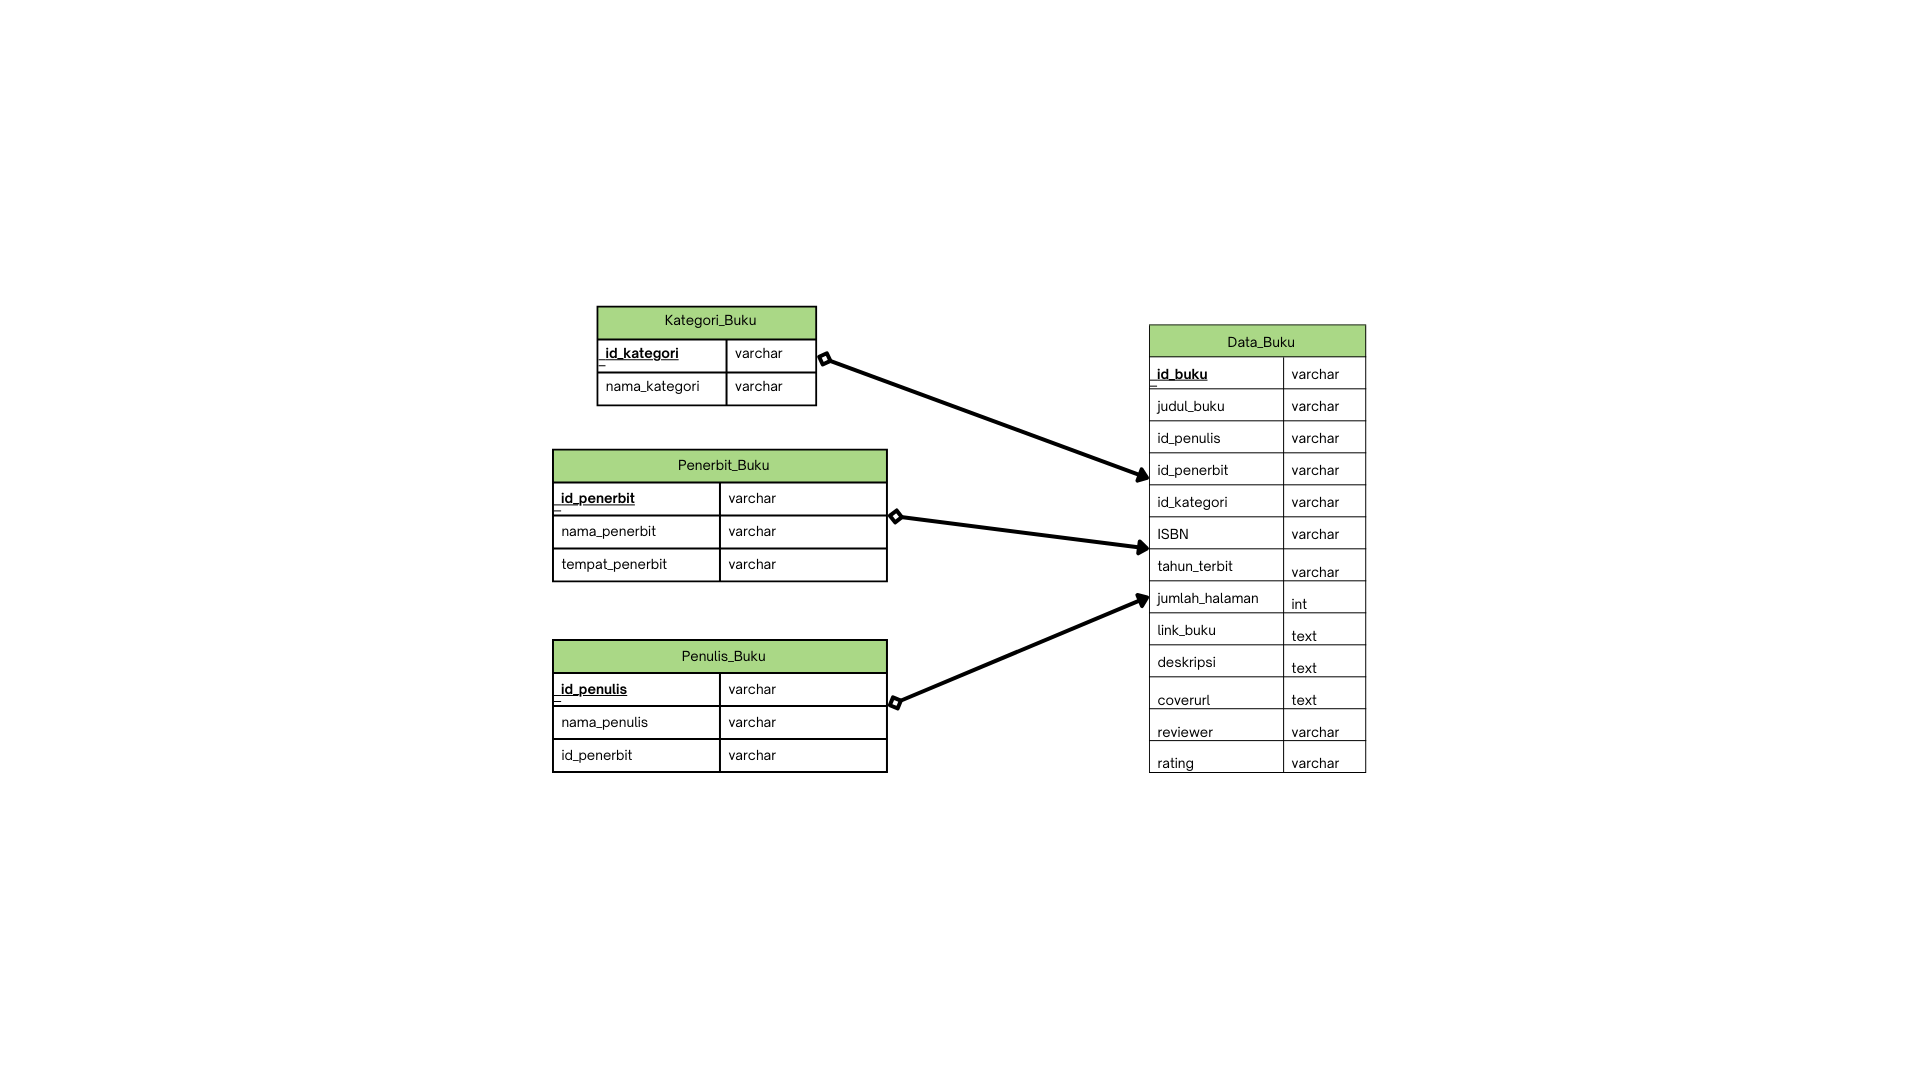 Kategori_Buku
id_kategori varchar
nama_kategori varchar
Penerbit_Buku
id_penerbit varchar
nama_penerbit varchar
tempat_penerbit varchar
Penulis_Buku
id_penulis varchar
nama_penulis varchar
id_penerbit varchar
Data_Buku
id_buku varchar
judul_buku varchar
id_penulis varchar
id_penerbit varchar
id_kategori varchar
ISBN varchar
tahun_terbit varchar
jumlah_halaman int
link_buku text
deskripsi text
coverurl text
reviewer varchar
rating varchar